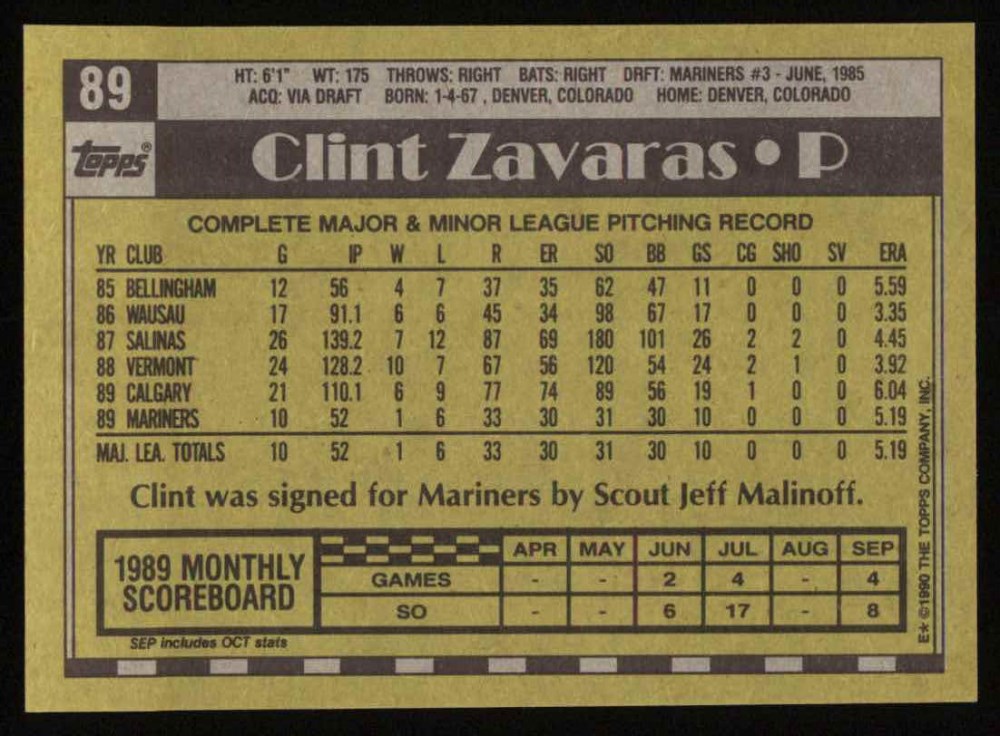 89 HT: 6'1" WT: 175 THROWS: RIGHT BATS: RIGHT DRFT: MARINERS #3 - JUNE, 1985
ACQ: VIA DRAFT BORN: 1-4-67 , DENVER, COLORADO HOME: DENVER, COLORADO
topps® Clint Zavaras • P
COMPLETE MAJOR & MINOR LEAGUE PITCHING RECORD
YR CLUB G IP W L R ER SO BB GS CG SHO SV ERA
85 BELLINGHAM 12 56 4 7 37 35 62 47 11 0 0 0 5.59
86 WAUSAU 17 91.1 6 6 45 34 98 67 17 0 0 0 3.35
87 SALINAS 26 139.2 7 12 87 69 180 101 26 2 2 0 4.45
88 VERMONT 24 128.2 10 7 67 56 120 54 24 2 1 0 3.92
89 CALGARY 21 110.1 6 9 77 74 89 56 19 1 0 0 6.04
89 MARINERS 10 52 1 6 33 30 31 30 10 0 0 0 5.19
MAJ. LEA. TOTALS 10 52 1 6 33 30 31 30 10 0 0 0 5.19
Clint was signed for Mariners by Scout Jeff Malinoff.
1989 MONTHLY
SCOREBOARD
APR MAY JUN JUL AUG SEP
GAMES - - 2 4 - 4
SO - - 6 17 - 8
SEP includes OCT stats
E★ ©1990 THE TOPPS COMPANY, INC.